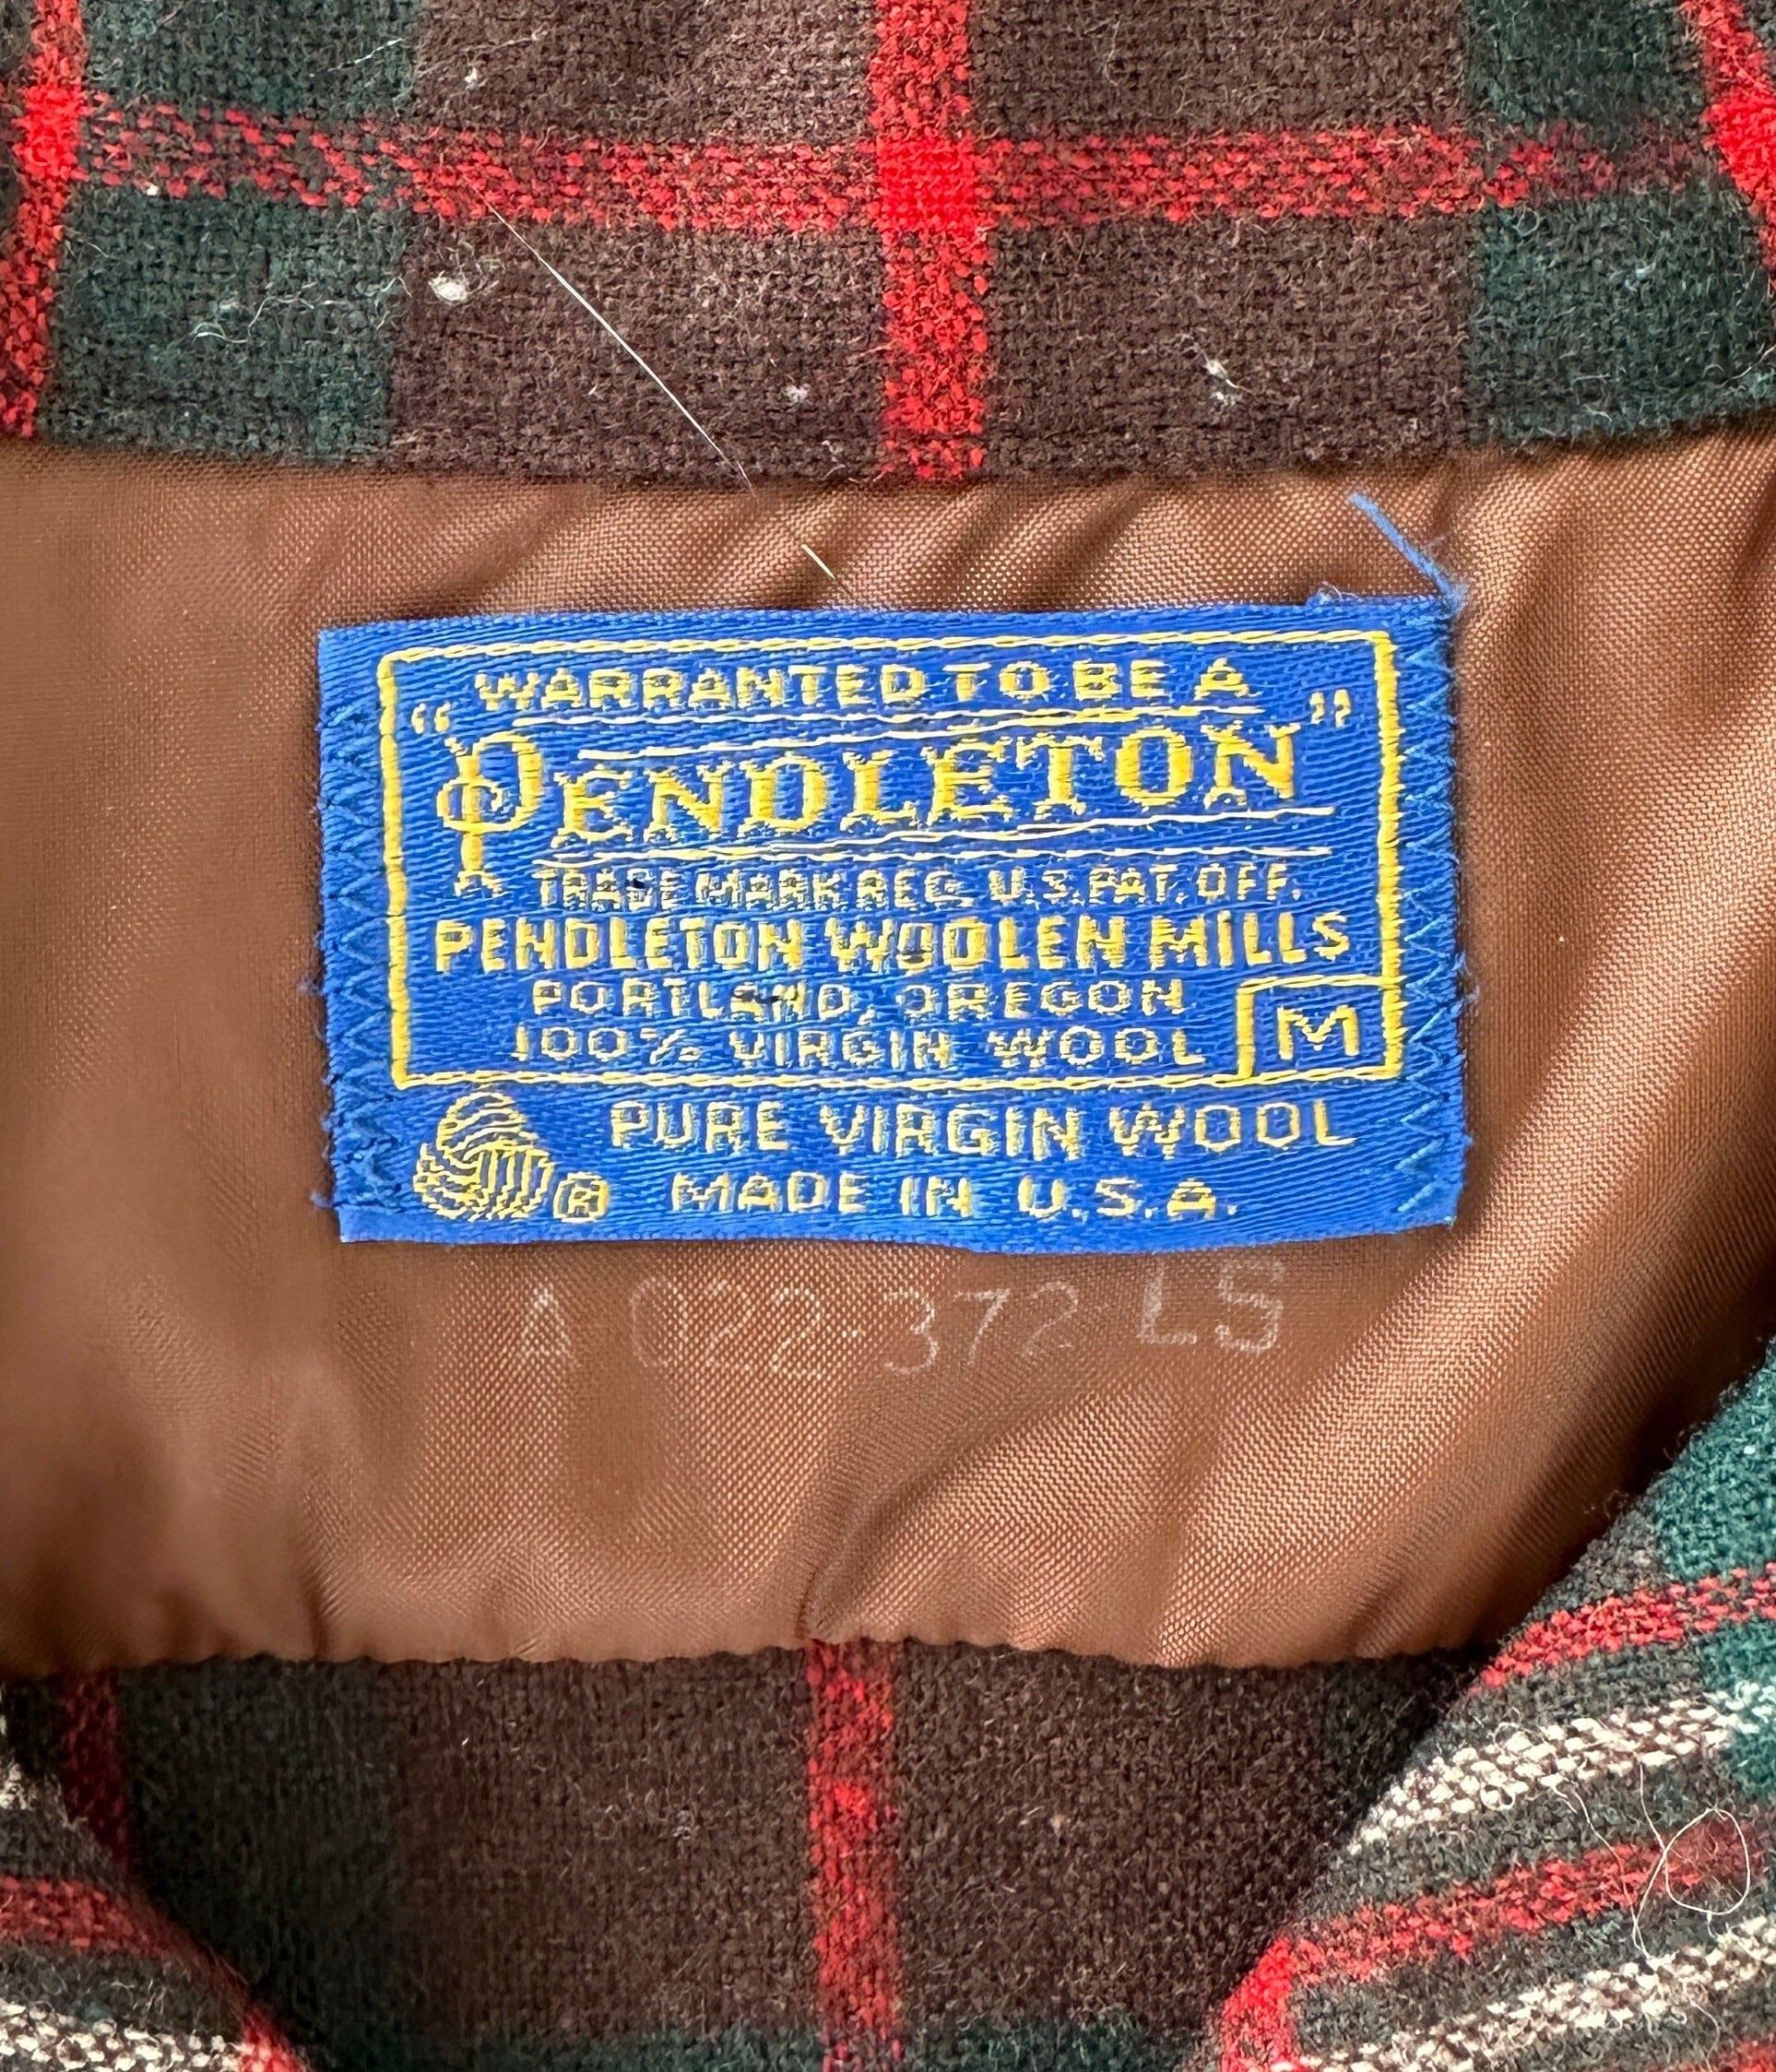 WARRANTED TO BE A
"PENDLETON"
TRADE MARK REG. U.S. PAT. OFF.
PENDLETON WOOLEN MILLS
PORTLAND, OREGON
100% VIRGIN WOOL M
PURE VIRGIN WOOL
® MADE IN U.S.A.
A 022-372 LS